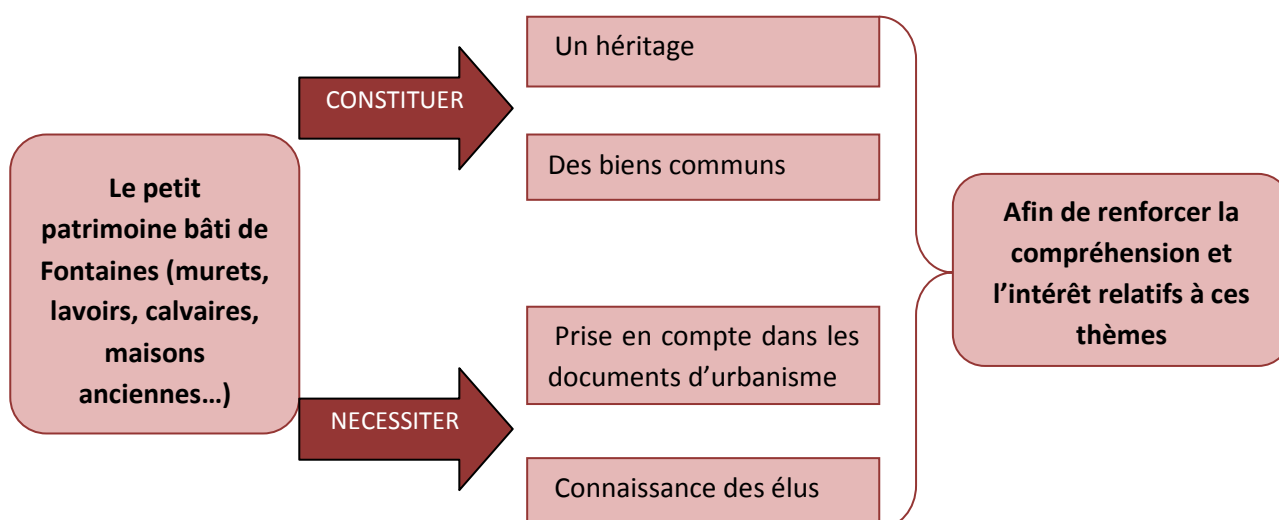 Le petit
patrimoine bâti de
Fontaines (murets,
lavoirs, calvaires,
maisons
anciennes…)
CONSTITUER
Un héritage
Des biens communs
NECESSITER
Prise en compte dans les
documents d’urbanisme
Connaissance des élus
Afin de renforcer la
compréhension et
l’intérêt relatifs à ces
thèmes